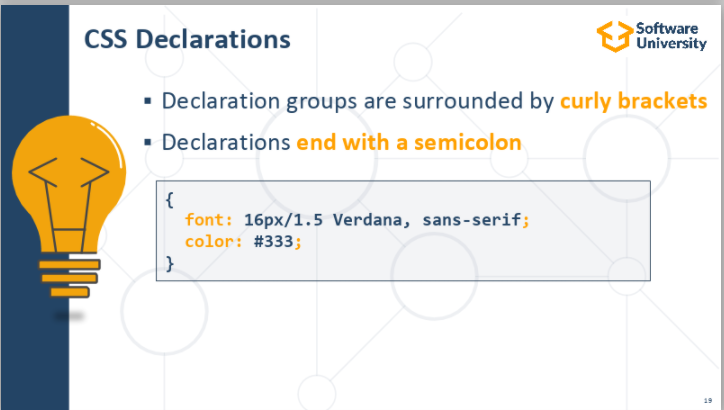 CSS Declarations
Software
University
▪ Declaration groups are surrounded by curly brackets
▪ Declarations end with a semicolon
{
font: 16px/1.5 Verdana, sans-serif;
color: #333;
}
19